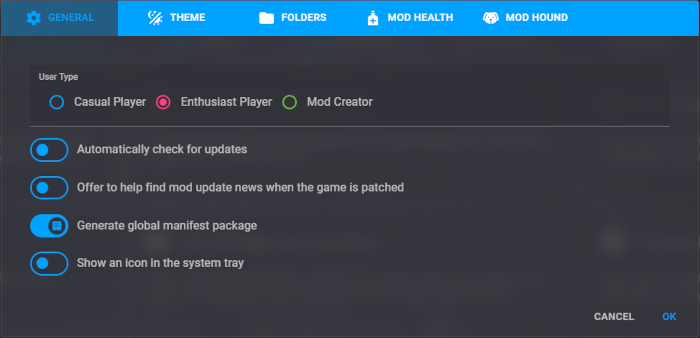 GENERAL THEME FOLDERS MOD HEALTH MOD HOUND
User Type
Casual Player Enthusiast Player Mod Creator
Automatically check for updates
Offer to help find mod update news when the game is patched
Generate global manifest package
Show an icon in the system tray
CANCEL OK